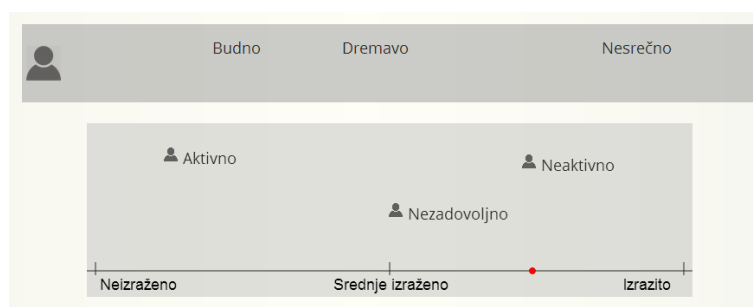 Budno Dremavo Nesrečno
Aktivno
Neaktivno
Nezadovoljno
Neizraženo Srednje izraženo Izrazito